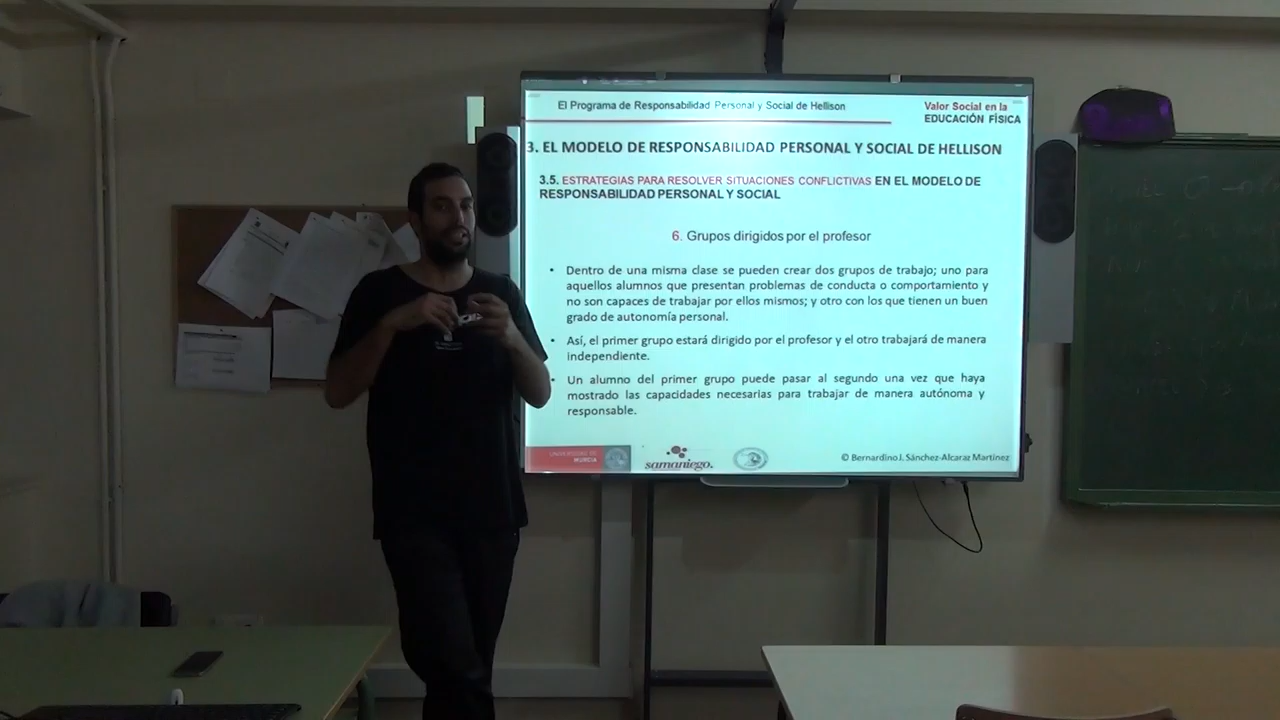 El Programa de Responsabilidad Personal y Social de Hellison
Valor Social en la
EDUCACIÓN FÍSICA
3. EL MODELO DE RESPONSABILIDAD PERSONAL Y SOCIAL DE HELLISON
3.5. ESTRATEGIAS PARA RESOLVER SITUACIONES CONFLICTIVAS EN EL MODELO DE
RESPONSABILIDAD PERSONAL Y SOCIAL
6. Grupos dirigidos por el profesor
• Dentro de una misma clase se pueden crear dos grupos de trabajo; uno para
aquellos alumnos que presentan problemas de conducta o comportamiento y
no son capaces de trabajar por ellos mismos; y otro con los que tienen un buen
grado de autonomía personal.
• Así, el primer grupo estará dirigido por el profesor y el otro trabajará de manera
independiente.
• Un alumno del primer grupo puede pasar al segundo una vez que haya
mostrado las capacidades necesarias para trabajar de manera autónoma y
responsable.
UNIVERSIDAD DE
MURCIA
samaniego.
© Bernardino J. Sánchez-Alcaraz Martínez